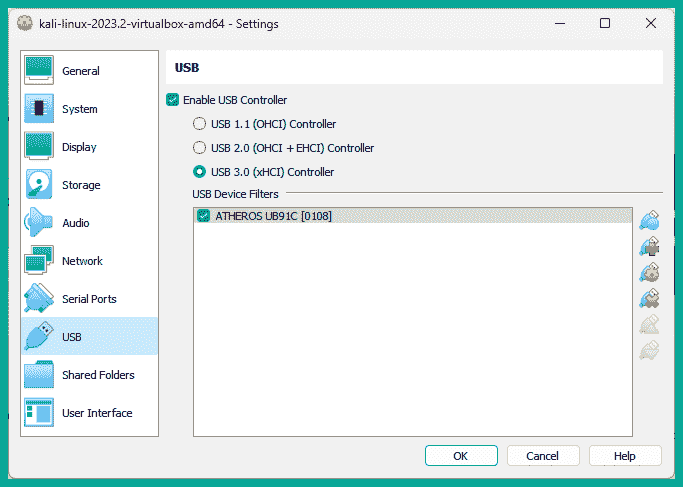 kali-linux-2023.2-virtualbox-amd64 - Settings
General
System
Display
Storage
Audio
Network
Serial Ports
USB
Shared Folders
User Interface
USB
Enable USB Controller
USB 1.1 (OHCI) Controller
USB 2.0 (OHCI + EHCI) Controller
USB 3.0 (xHCI) Controller
USB Device Filters
ATHEROS UB91C [0108]
OK
Cancel
Help